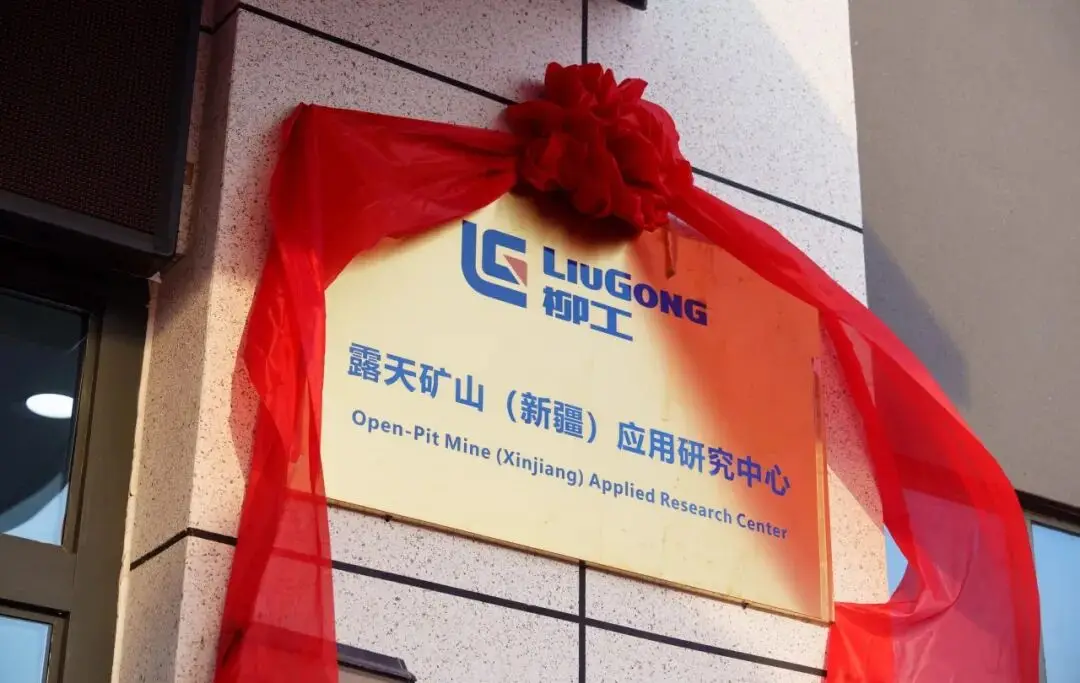 LIUGONG
柳工
露天矿山（新疆）应用研究中心
Open-Pit Mine (Xinjiang) Applied Research Center